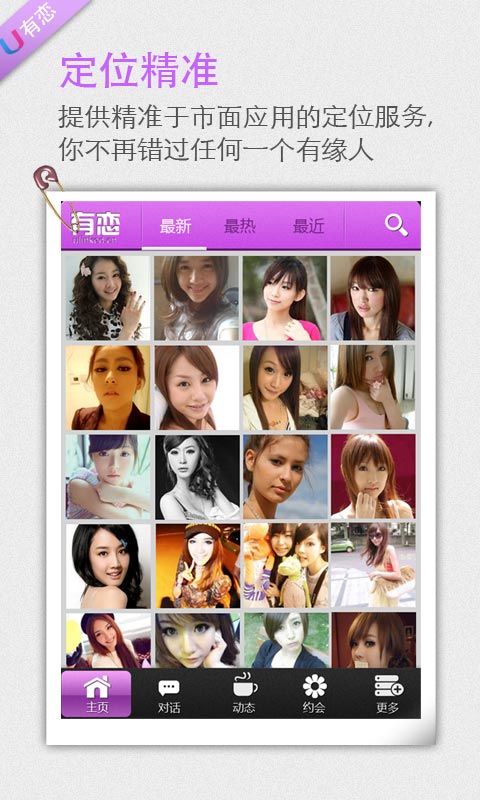 U有恋
定位精准
提供精准于市面应用的定位服务,
你不再错过任何一个有缘人
有恋
最新
最热
最近
主页
对话
动态
约会
更多